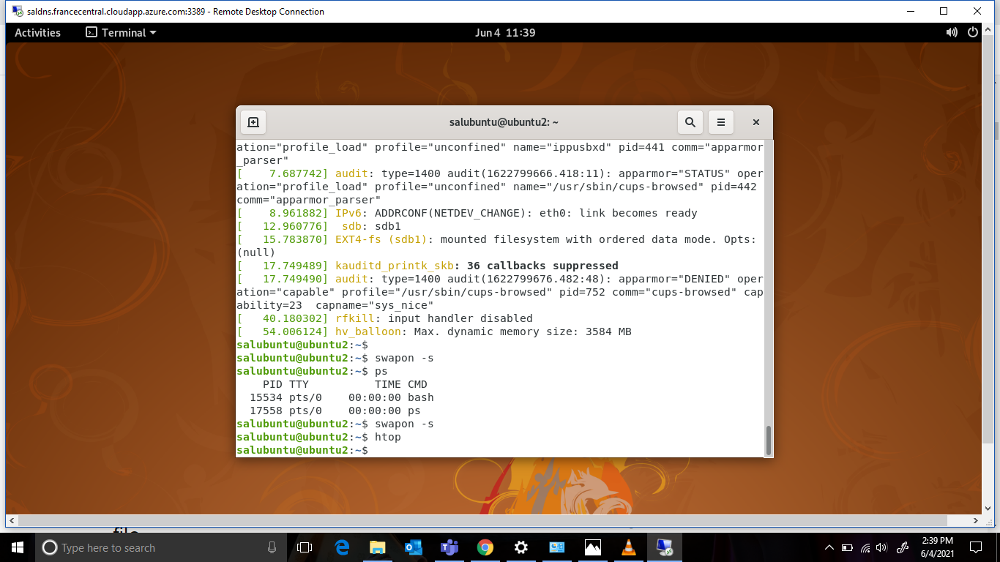 saldns.francecentral.cloudapp.azure.com:3389 - Remote Desktop Connection
Activities
Terminal
Jun 4 11:39
salubuntu@ubuntu2: ~
ation="profile_load" profile="unconfined" name="ippusbxd" pid=441 comm="apparmor
_parser"
[    7.687742] audit: type=1400 audit(1622799666.418:11): apparmor="STATUS" oper
ation="profile_load" profile="unconfined" name="/usr/sbin/cups-browsed" pid=442
comm="apparmor_parser"
[    8.961882] IPv6: ADDRCONF(NETDEV_CHANGE): eth0: link becomes ready
[   12.960776]  sdb: sdb1
[   15.783870] EXT4-fs (sdb1): mounted filesystem with ordered data mode. Opts:
(null)
[   17.749489] kauditd_printk_skb: 36 callbacks suppressed
[   17.749490] audit: type=1400 audit(1622799676.482:48): apparmor="DENIED" oper
ation="capable" profile="/usr/sbin/cups-browsed" pid=752 comm="cups-browsed" cap
ability=23  capname="sys_nice"
[   40.180302] rfkill: input handler disabled
[   54.006124] hv_balloon: Max. dynamic memory size: 3584 MB
salubuntu@ubuntu2:~$
salubuntu@ubuntu2:~$ swapon -s
salubuntu@ubuntu2:~$ ps
    PID TTY          TIME CMD
  15534 pts/0    00:00:00 bash
  17558 pts/0    00:00:00 ps
salubuntu@ubuntu2:~$ swapon -s
salubuntu@ubuntu2:~$ htop
salubuntu@ubuntu2:~$
file
Type here to search
2:39 PM
6/4/2021